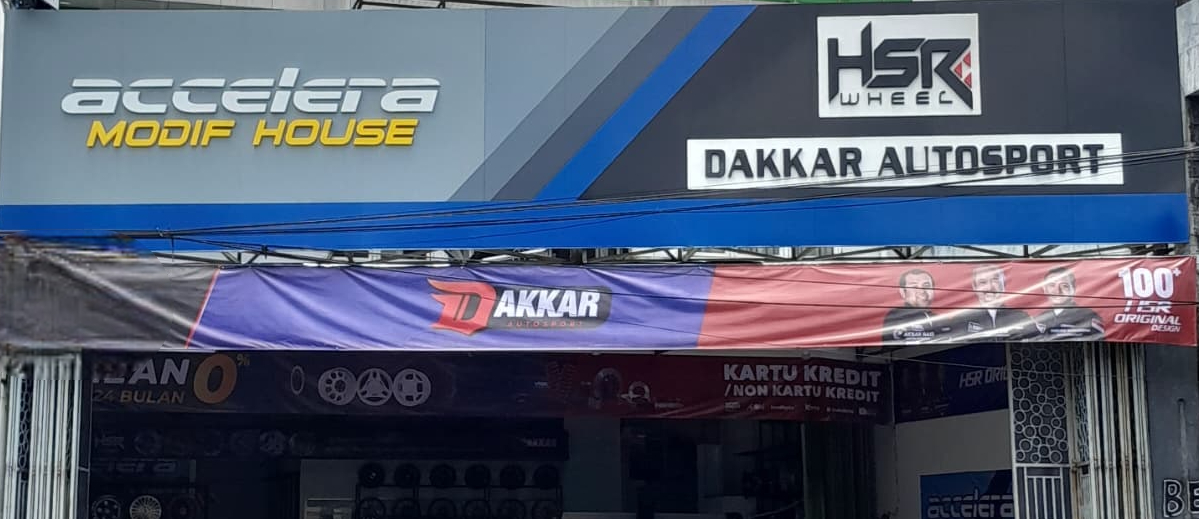 accelera
MODIF HOUSE
HSR
WHEEL
DAKKAR AUTOSPORT
DAKKAR
AUTOSPORT
100+
HSR
ORIGINAL
DESIGN
0%
24 BULAN
KARTU KREDIT
/NON KARTU KREDIT
HSR
accelera